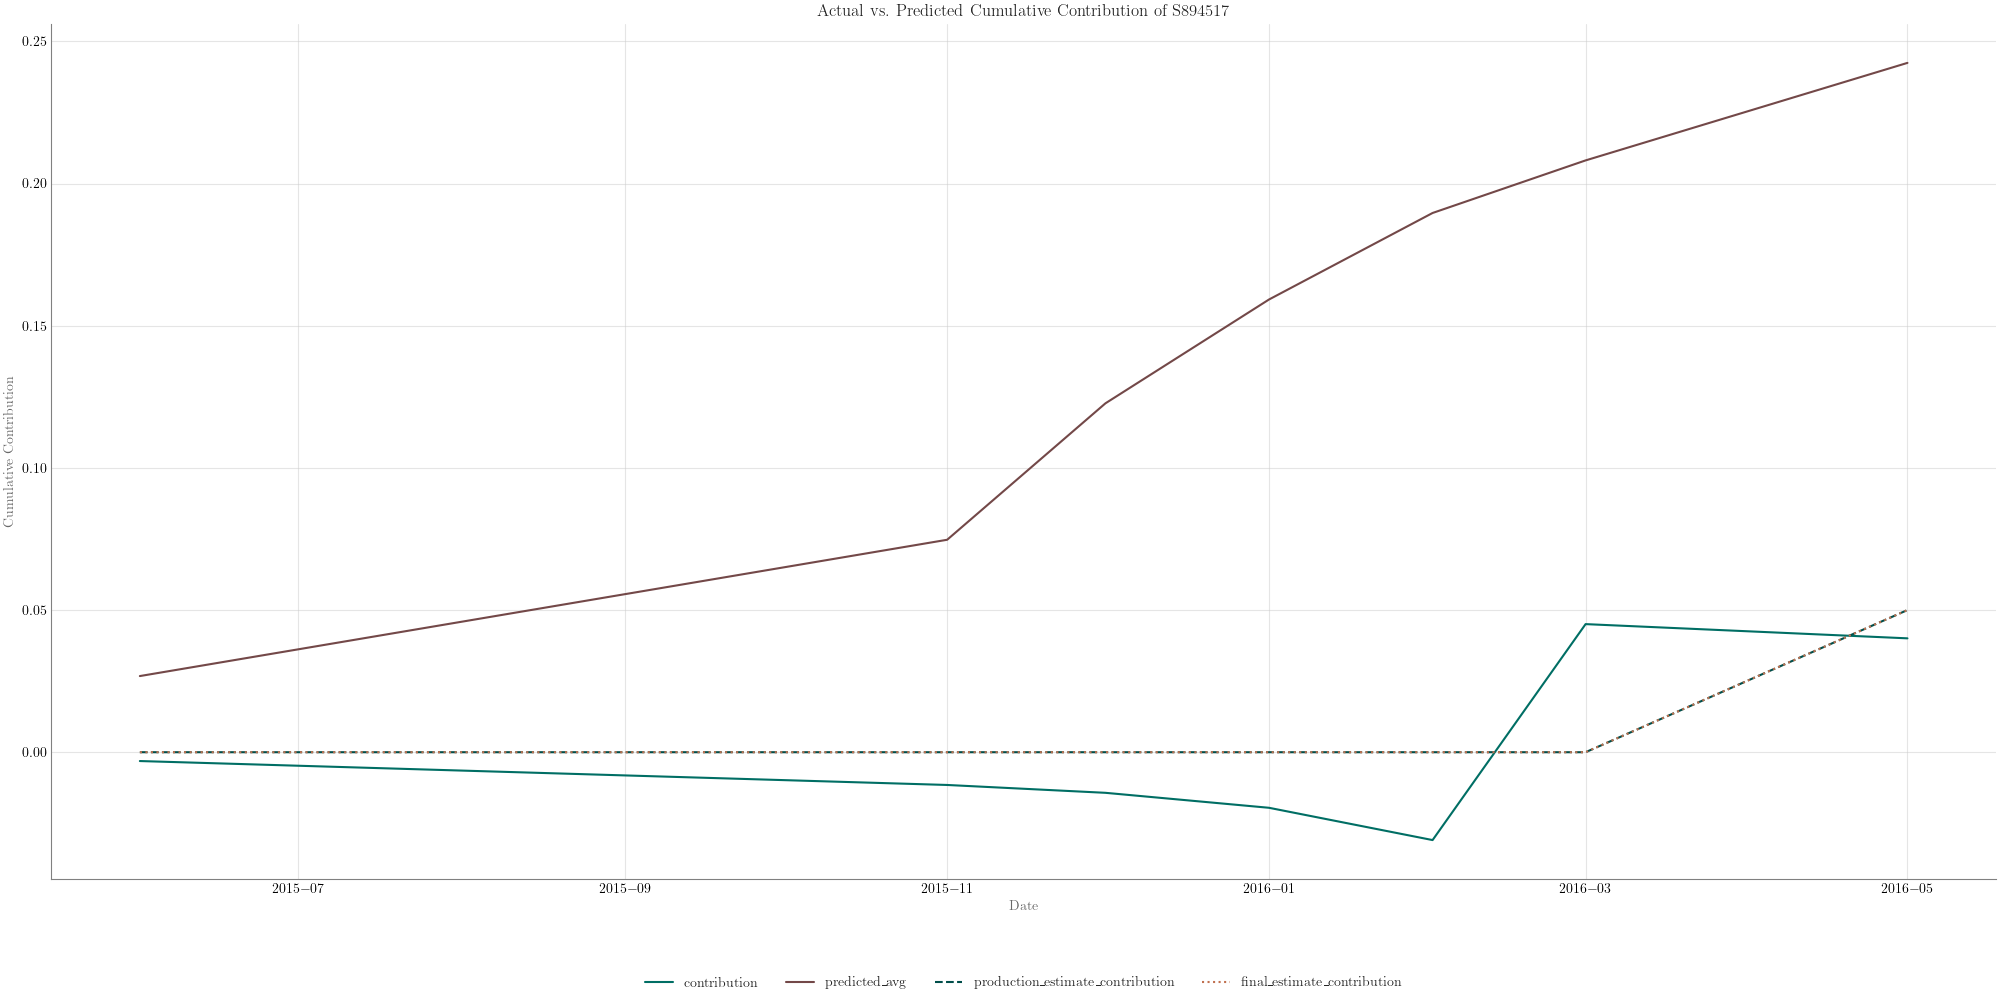 Actual vs. Predicted Cumulative Contribution of S894517
0.25
0.20
0.15
0.10
0.05
0.00
Cumulative Contribution
2015−07 2015−09 2015−11 2016−01 2016−03 2016−05
Date
contribution predicted_avg production_estimate_contribution final_estimate_contribution